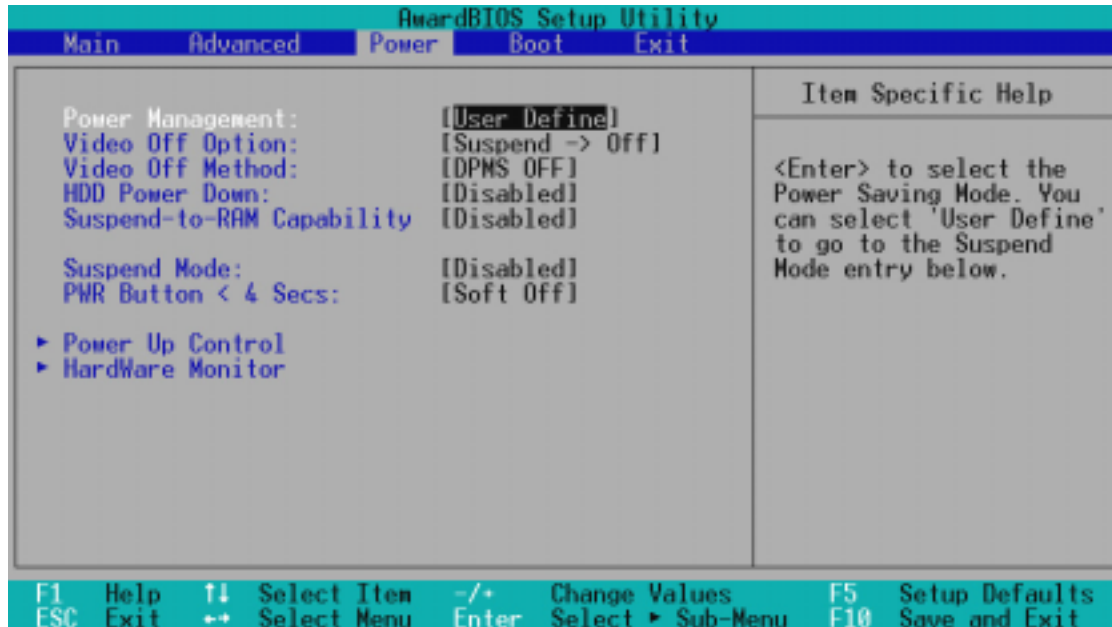 AwardBIOS Setup Utility
Main Advanced Power Boot Exit
Power Management: [User Define]
Video Off Option: [Suspend -> Off]
Video Off Method: [DPMS OFF]
HDD Power Down: [Disabled]
Suspend-to-RAM Capability [Disabled]
Suspend Mode: [Disabled]
PWR Button < 4 Secs: [Soft Off]
► Power Up Control
► HardWare Monitor
Item Specific Help
<Enter> to select the
Power Saving Mode. You
can select 'User Define'
to go to the Suspend
Mode entry below.
F1 Help ↑↓ Select Item -/+ Change Values F5 Setup Defaults
ESC Exit ←→ Select Menu Enter Select ► Sub-Menu F10 Save and Exit